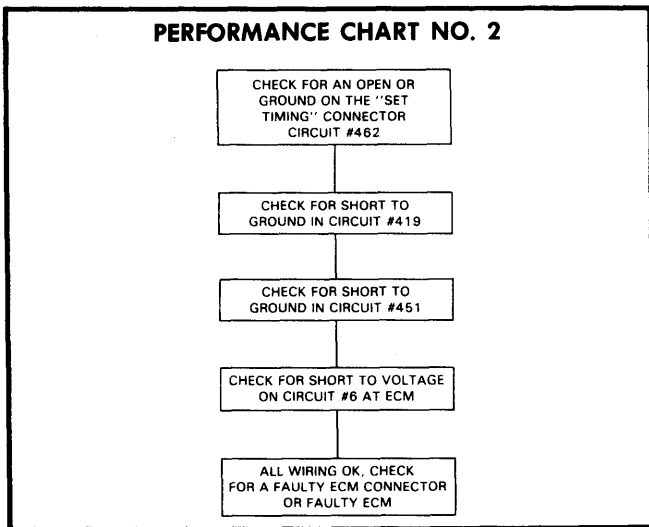 PERFORMANCE CHART NO. 2
CHECK FOR AN OPEN OR
GROUND ON THE "SET
TIMING" CONNECTOR
CIRCUIT #462
CHECK FOR SHORT TO
GROUND IN CIRCUIT #419
CHECK FOR SHORT TO
GROUND IN CIRCUIT #451
CHECK FOR SHORT TO VOLTAGE
ON CIRCUIT #6 AT ECM
ALL WIRING OK, CHECK
FOR A FAULTY ECM CONNECTOR
OR FAULTY ECM